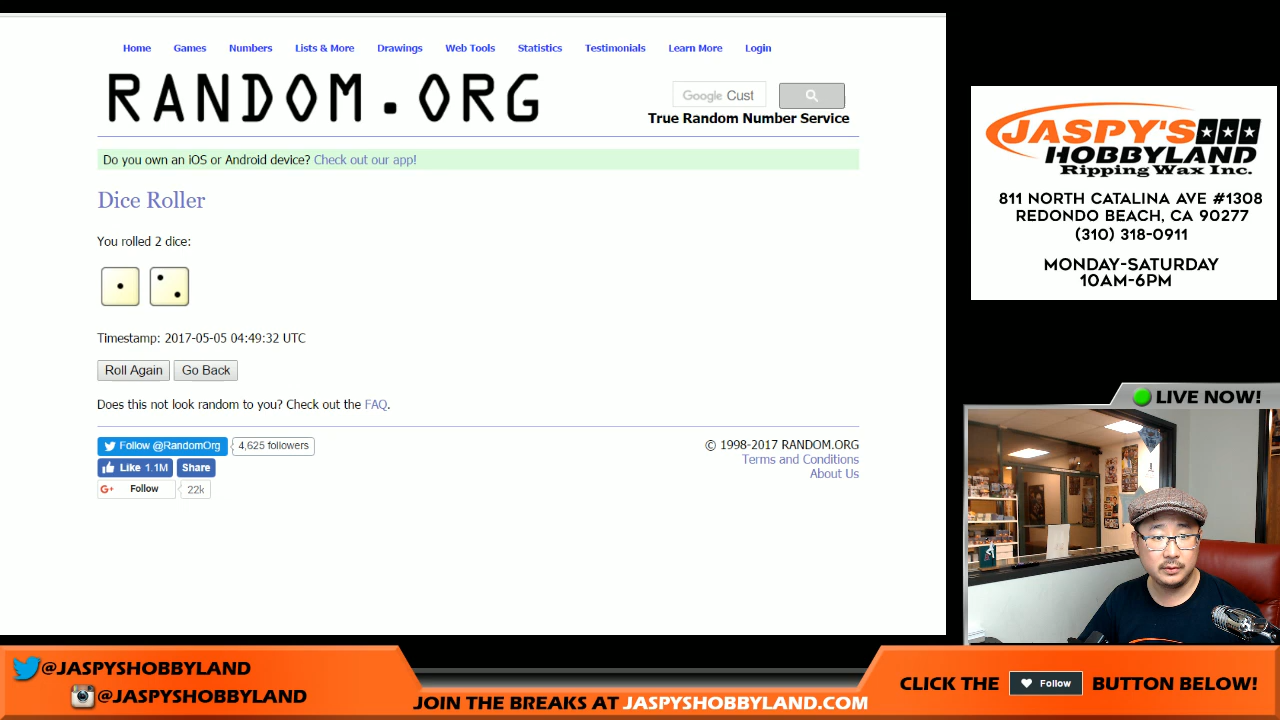 Home Games Numbers Lists & More Drawings Web Tools Statistics Testimonials Learn More Login
RANDOM.ORG
Google Cust
True Random Number Service
Do you own an iOS or Android device? Check out our app!
Dice Roller
You rolled 2 dice:
Timestamp: 2017-05-05 04:49:32 UTC
Roll Again Go Back
Does this not look random to you? Check out the FAQ.
Follow @RandomOrg 4,625 followers
Like 1.1M Share
G+ Follow 22k
© 1998-2017 RANDOM.ORG
Terms and Conditions
About Us
JASPY'S
HOBBYLAND
Ripping Wax Inc.
811 NORTH CATALINA AVE #1308
REDONDO BEACH, CA 90277
(310) 318-0911
MONDAY-SATURDAY
10AM-6PM
LIVE NOW!
@JASPYSHOBBYLAND
@JASPYSHOBBYLAND
JOIN THE BREAKS AT JASPYSHOBBYLAND.COM
CLICK THE Follow BUTTON BELOW!